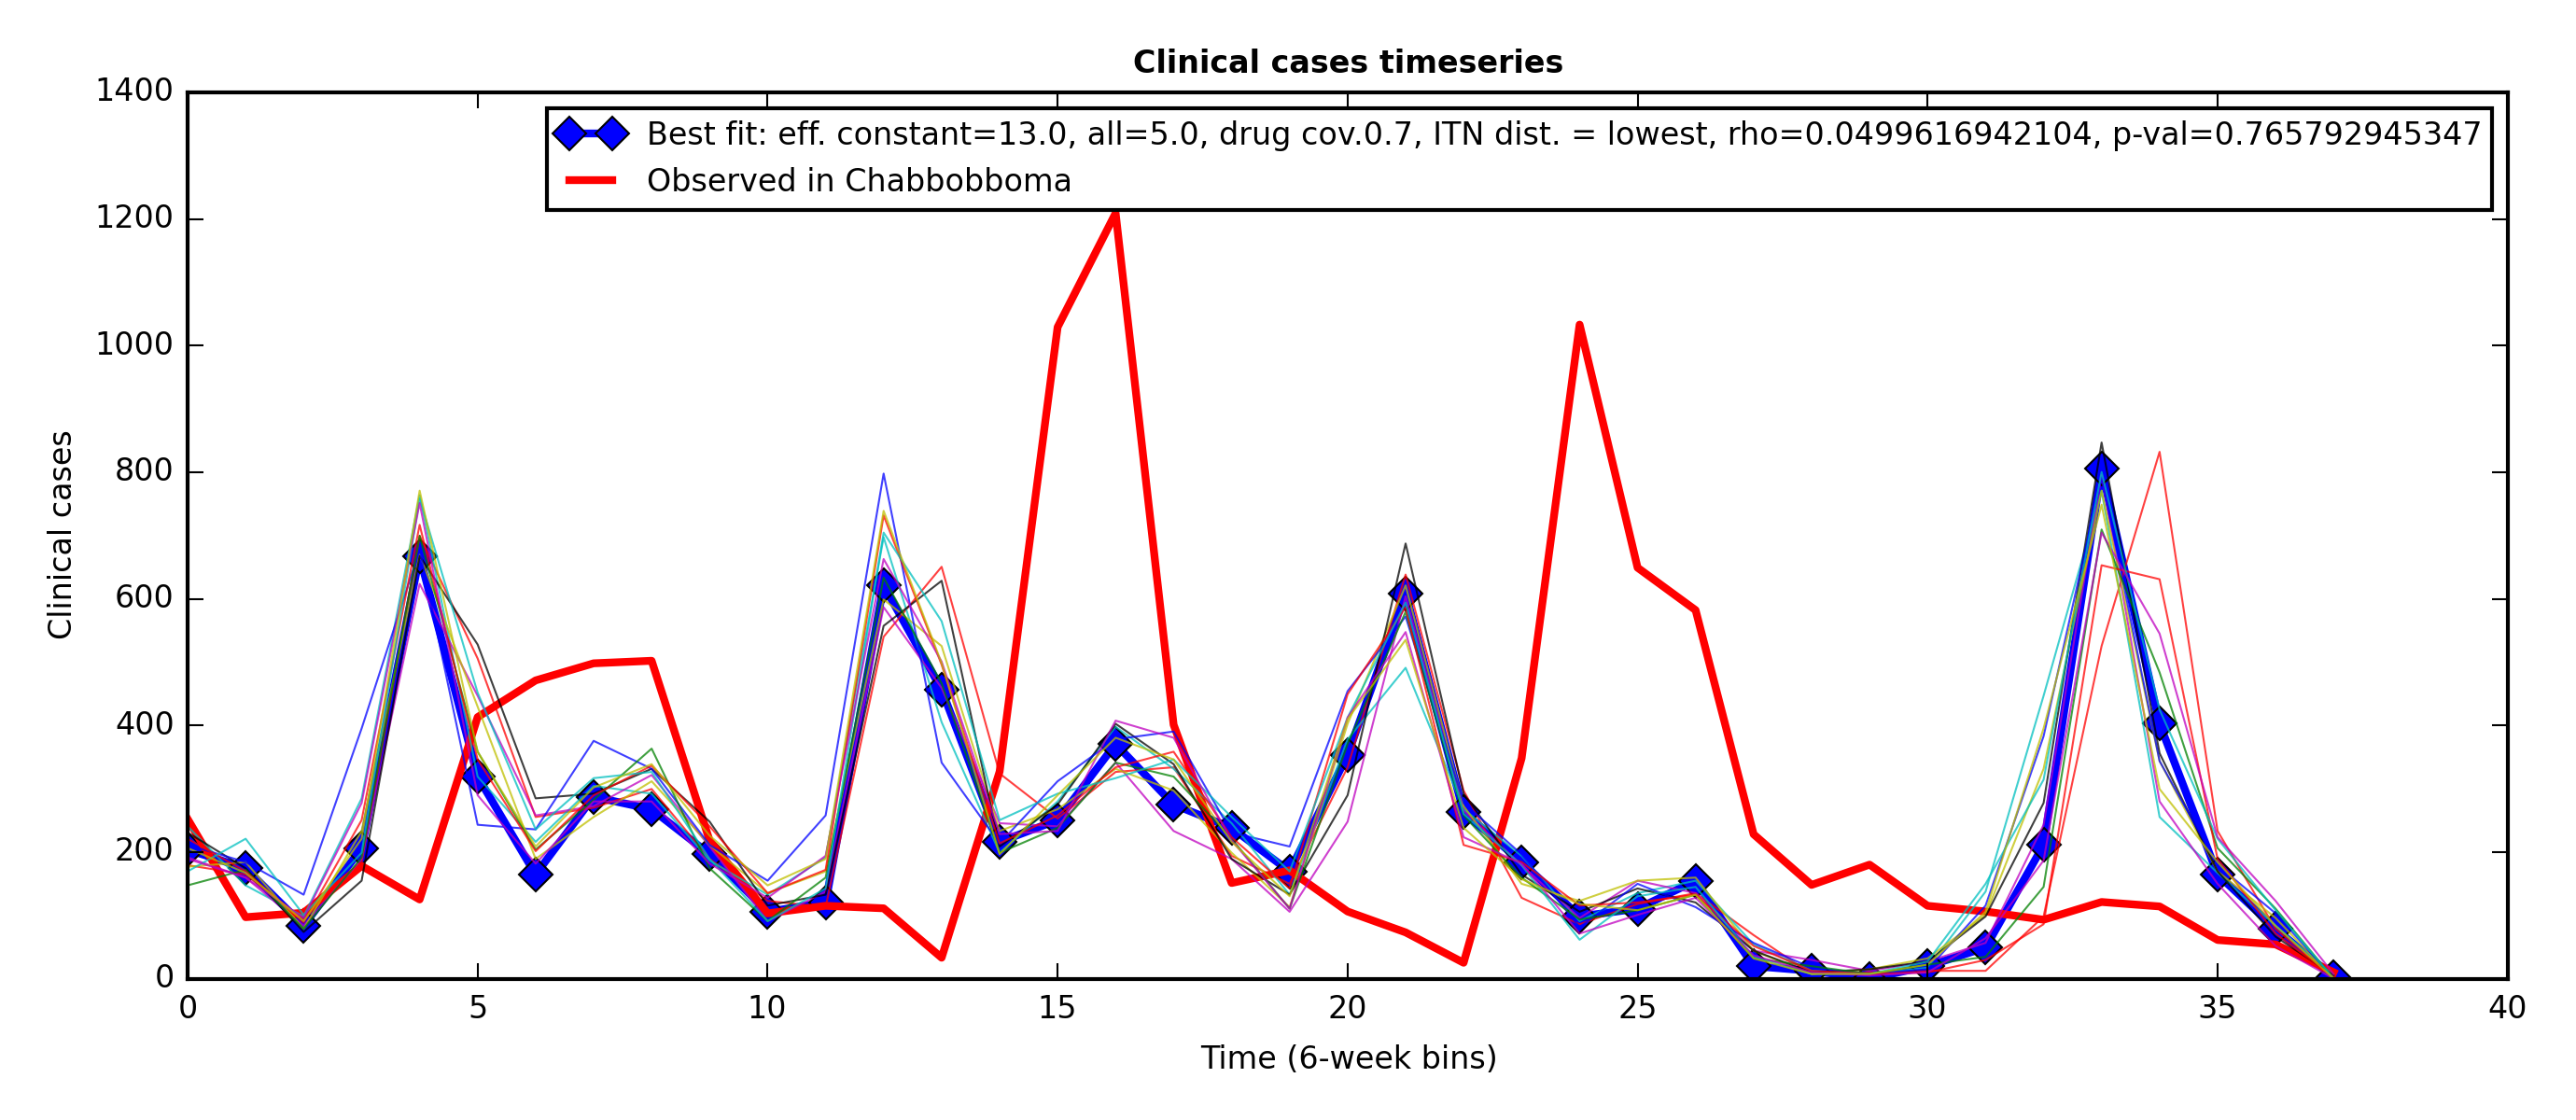 Clinical cases timeseries
1400
1200
1000
800
600
400
200
0
Clinical cases
Best fit: eff. constant=13.0, all=5.0, drug cov.0.7, ITN dist. = lowest, rho=0.0499616942104, p-val=0.765792945347
Observed in Chabbobboma
0 5 10 15 20 25 30 35 40
Time (6-week bins)